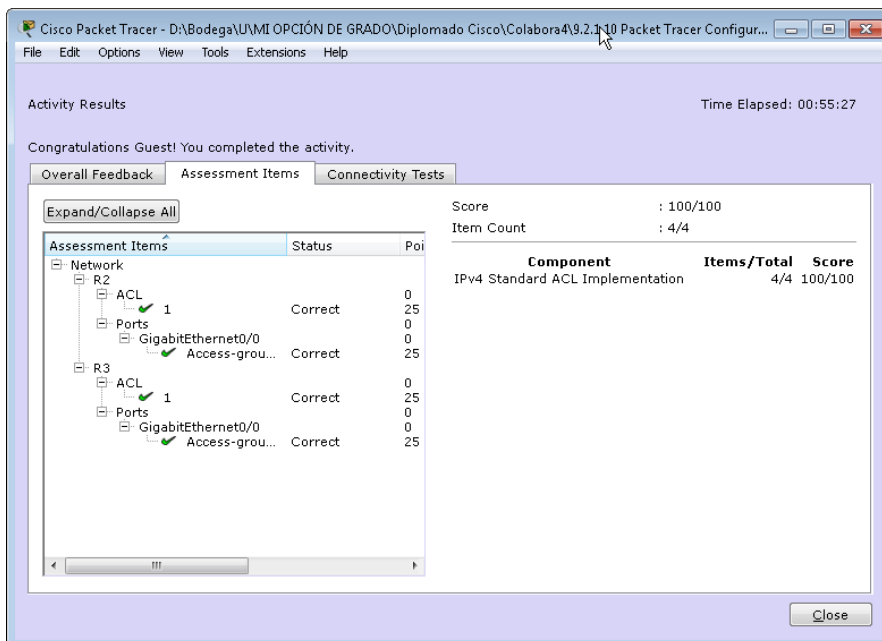 Cisco Packet Tracer - D:\Bodega\U\MI OPCIÓN DE GRADO\Diplomado Cisco\Colabora4\9.2.1.10 Packet Tracer Configur...
File Edit Options View Tools Extensions Help
Activity Results
Time Elapsed: 00:55:27
Congratulations Guest! You completed the activity.
Overall Feedback Assessment Items Connectivity Tests
Expand/Collapse All
Assessment Items Status Poi
Network
R2
ACL 0
1 Correct 25
Ports 0
GigabitEthernet0/0 0
Access-grou... Correct 25
R3
ACL 0
1 Correct 25
Ports 0
GigabitEthernet0/0 0
Access-grou... Correct 25
Score : 100/100
Item Count : 4/4
Component Items/Total Score
IPv4 Standard ACL Implementation 4/4 100/100
Close